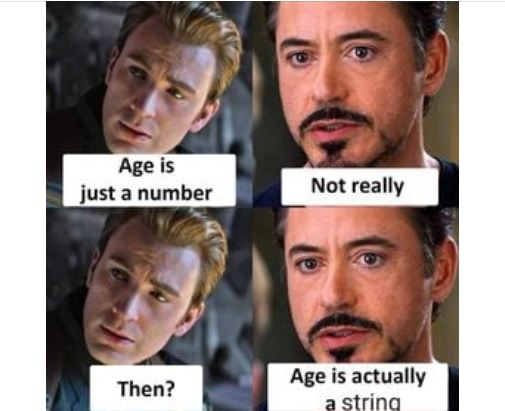 Age is
just a number
Not really
Then?
Age is actually
a string